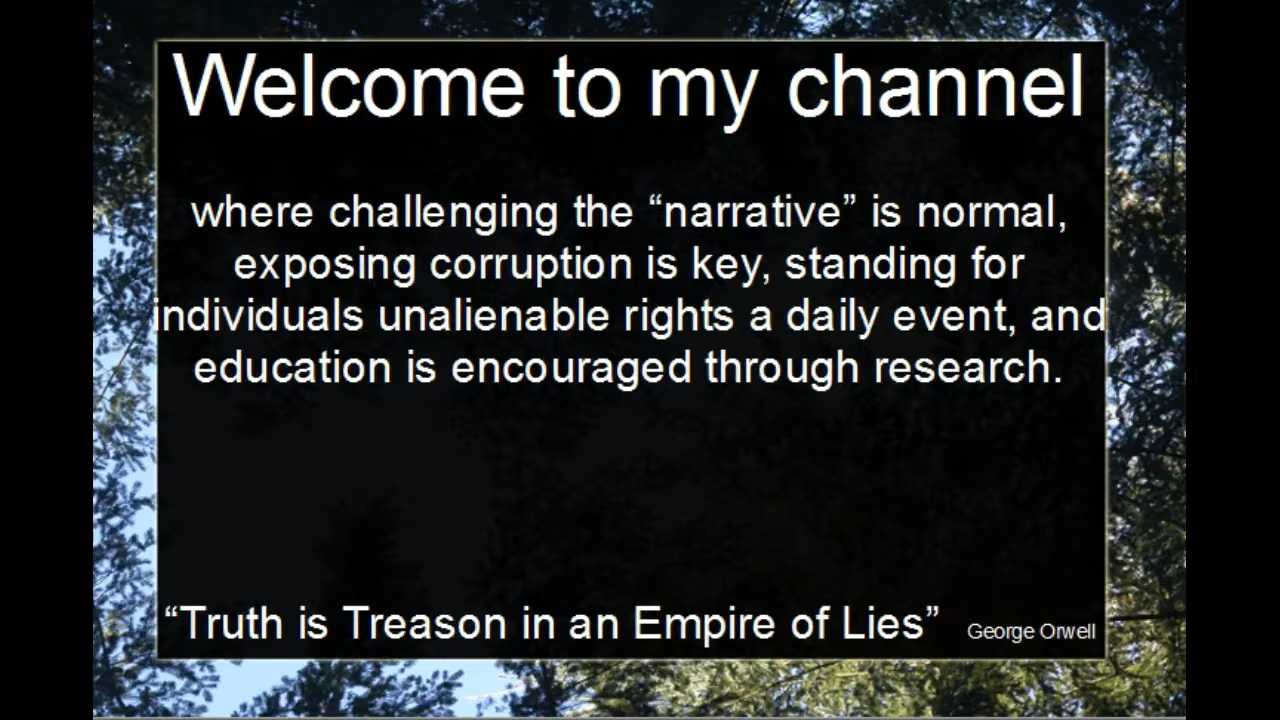 Welcome to my channel
where challenging the “narrative” is normal,
exposing corruption is key, standing for
individuals unalienable rights a daily event, and
education is encouraged through research.
“Truth is Treason in an Empire of Lies” George Orwell